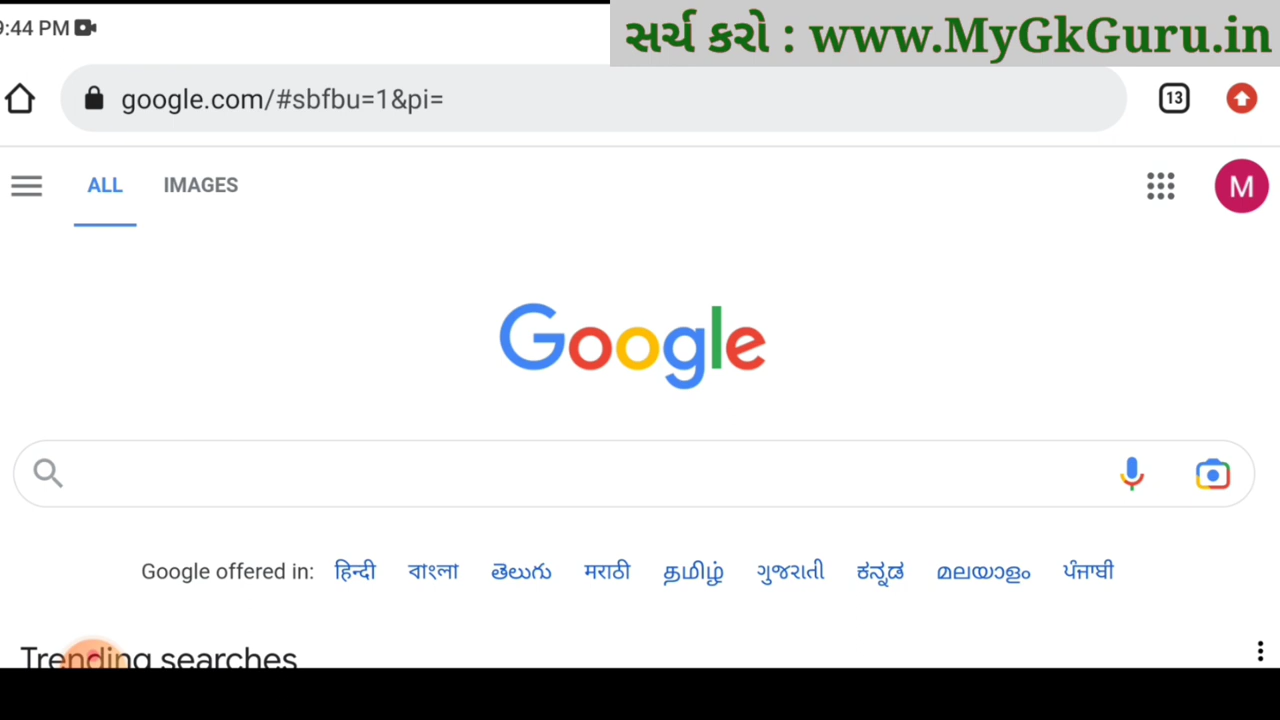 9:44 PM
સર્ચ કરો : www.MyGkGuru.in
google.com/#sbfbu=1&pi=
13
ALL IMAGES
M
Google
Google offered in: हिन्दी বাংলা తెలుగు मराठी தமிழ் ગુજરાતી ಕನ್ನಡ മലയാളം ਪੰਜਾਬੀ
Trending searches